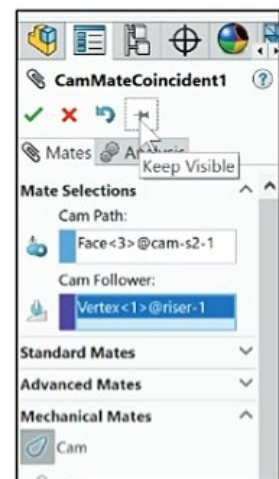 CamMateCoincident1
Mates
Keep Visible
Mate Selections
Cam Path:
Face<3>@cam-s2-1
Cam Follower:
Vertex<1>@riser-1
Standard Mates
Advanced Mates
Mechanical Mates
Cam